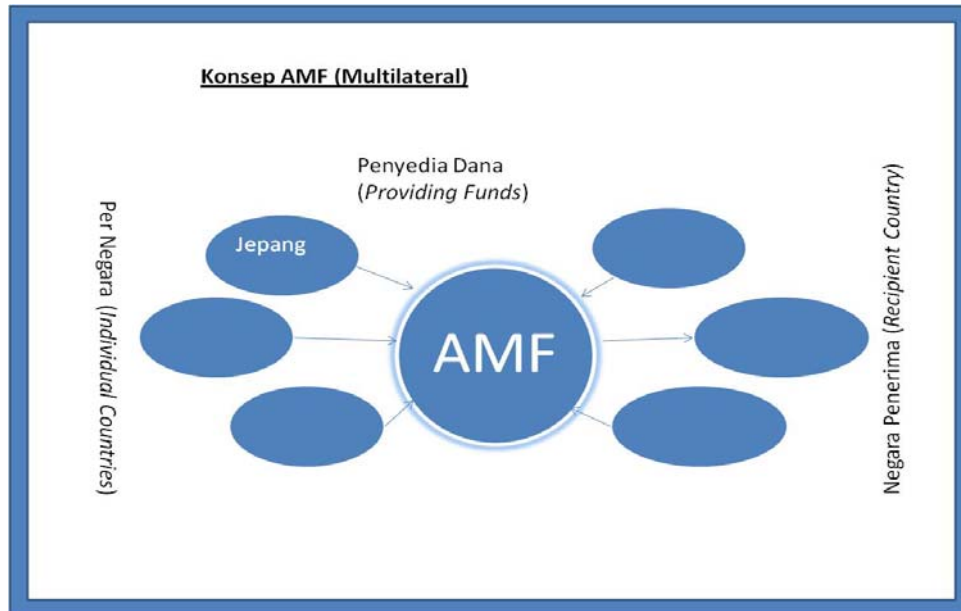 Konsep AMF (Multilateral)
Penyedia Dana
(Providing Funds)
Per Negara (Individual Countries)
Jepang
AMF
Negara Penerima (Recipient Country)